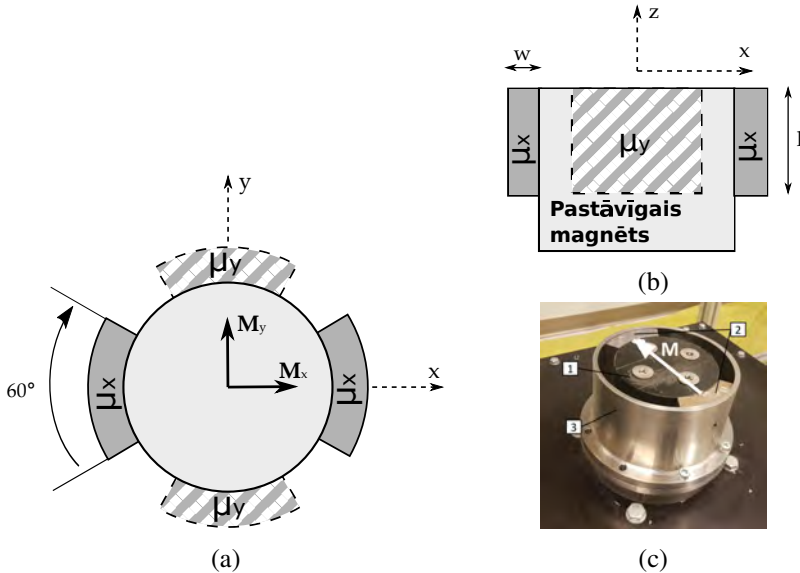 y
μy
My
Mx
μx
μx
x
60°
μy
(a)
z
w
x
μx
μy
μx
Pastāvīgais
magnēts
(b)
2
M
1
3
(c)